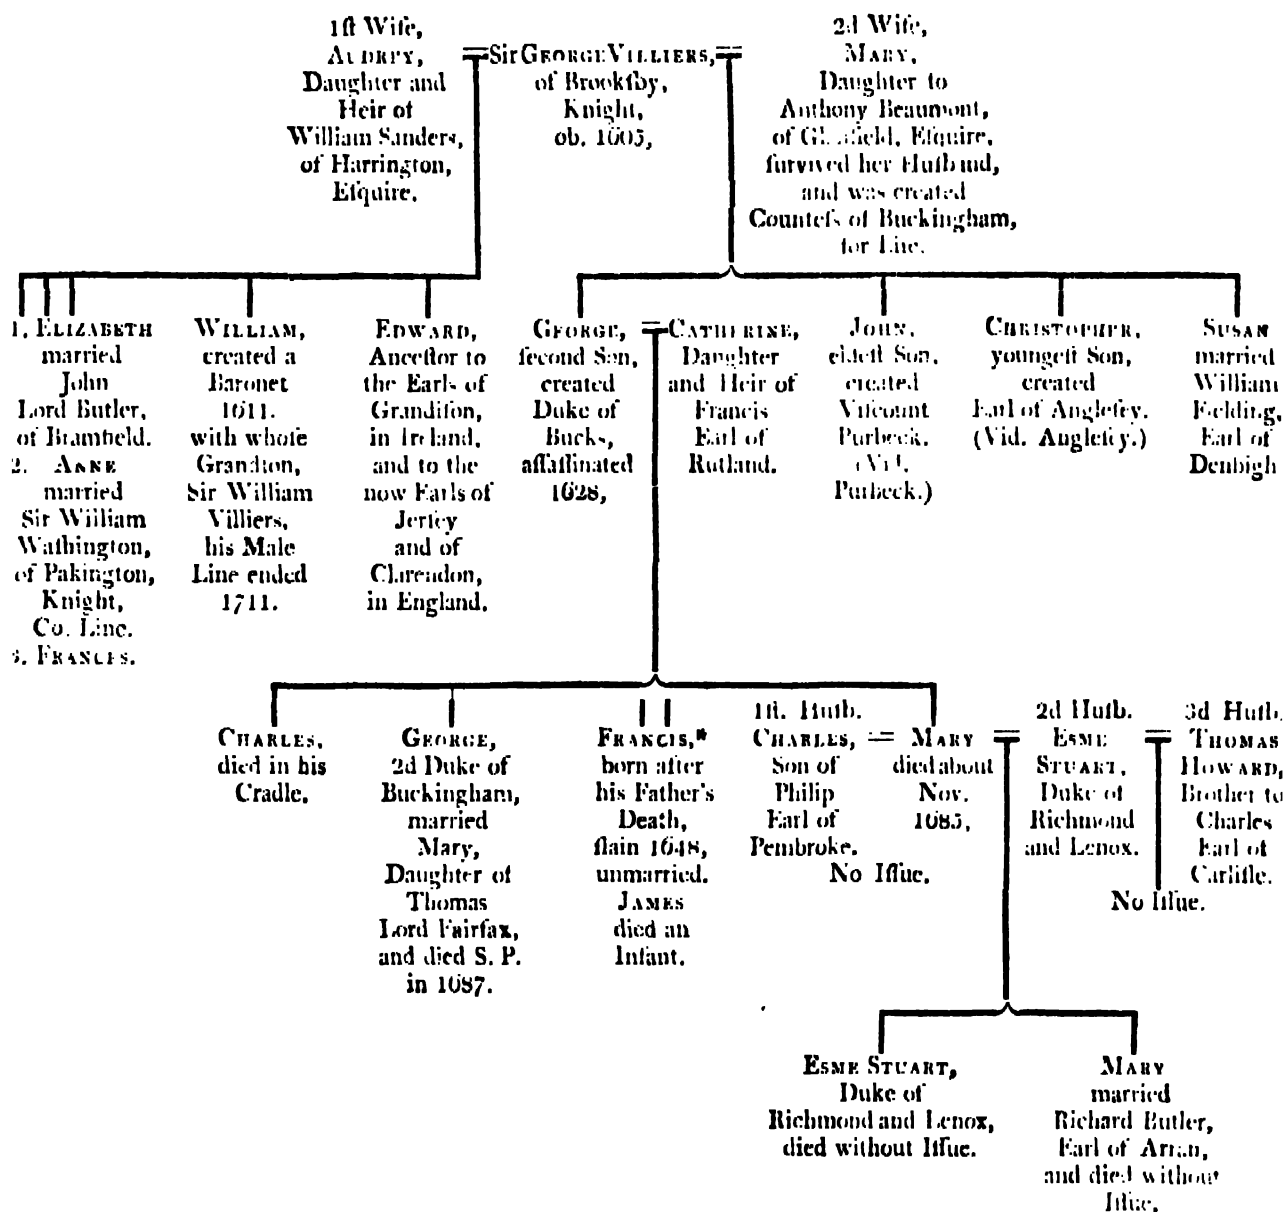 1ſt Wife,
AUDREY,
Daughter and
Heir of
William Sanders,
of Harrington,
Eſquire.
Sir GEORGE VILLIERS,
of Brookſby,
Knight,
ob. 1605,
2d Wife,
MARY,
Daughter to
Anthony Beaumont,
of Eſquire,
ſurvived her Huſband,
and was created
Counteſs of Buckingham,
for Life.
1. ELIZABETH
married
John
Lord Butler,
of Bramfield.
2. ANNE
married
Sir William
Waſhington,
of Pakington,
Knight,
Co. Linc.
3. FRANCES.
WILLIAM,
created a
Baronet
1611.
with whoſe
Grandſon,
Sir William
Villiers,
his Male
Line ended
1711.
EDWARD,
Anceſtor to
the Earls of
Grandiſon,
in Ireland,
and to the
now Earls of
Jerſey
and of
Clarendon,
in England.
GEORGE,
ſecond Son,
created
Duke of
Bucks,
aſſaſſinated
1628,
CATHERINE,
Daughter
and Heir of
Francis
Earl of
Rutland.
JOHN,
eldeſt Son,
created
Viſcount
Purbeck.
(Vid.
Purbeck.)
CHRISTOPHER,
youngeſt Son,
created
Earl of Angleſey.
(Vid. Angleſey.)
SUSAN
married
William
Fielding,
Earl of
Denbigh
CHARLES,
died in his
Cradle.
GEORGE,
2d Duke of
Buckingham,
married
Mary,
Daughter of
Thomas
Lord Fairfax,
and died S. P.
in 1687.
FRANCIS,*
born after
his Father's
Death,
ſlain 1648,
unmarried.
JAMES
died an
Infant.
1ſt. Huſb.
CHARLES,
Son of
Philip
Earl of
Pembroke.
No Iſſue.
MARY
died about
Nov.
1685,
2d Huſb.
ESME
STUART,
Duke of
Richmond
and Lenox.
3d Huſb.
THOMAS
HOWARD,
Brother to
Charles
Earl of
Carliſle.
No Iſſue.
ESME STUART,
Duke of
Richmond and Lenox,
died without Iſſue.
MARY
married
Richard Butler,
Earl of Arran,
and died without
Iſſue.